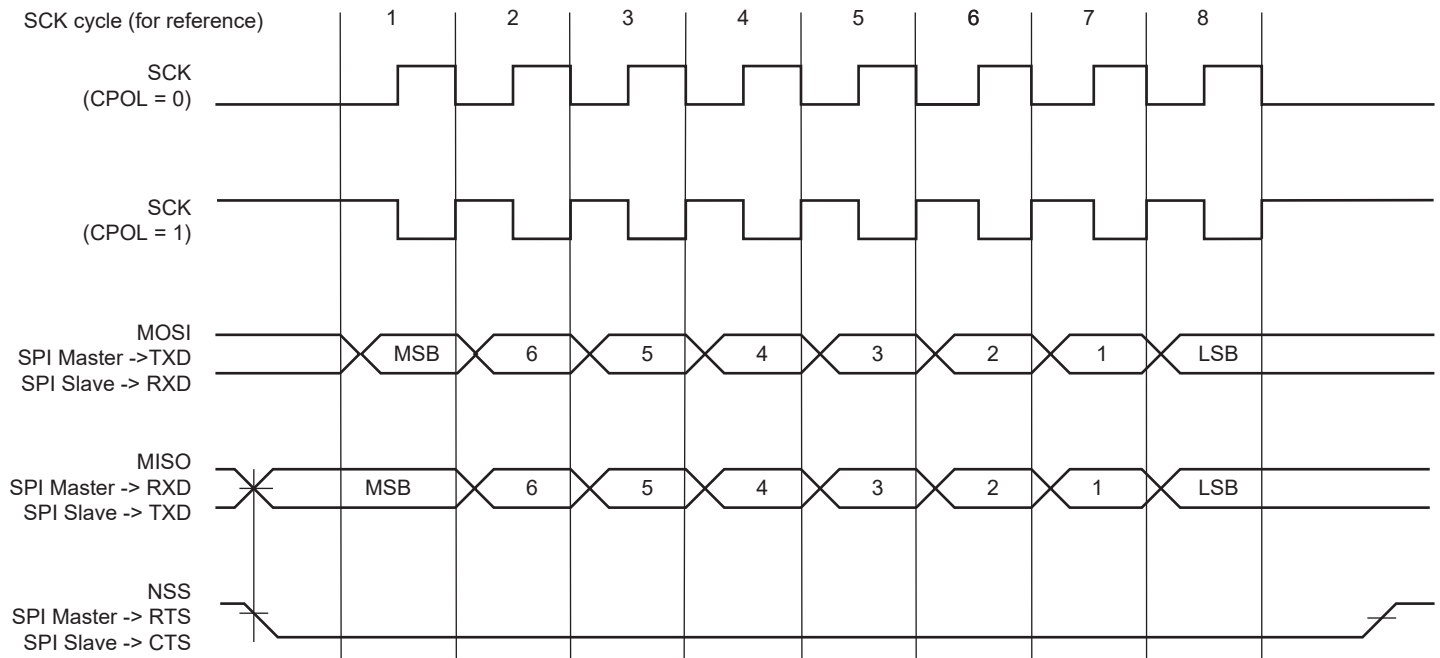 SCK cycle (for reference) 1 2 3 4 5 6 7 8
SCK
(CPOL = 0)
SCK
(CPOL = 1)
MOSI
SPI Master ->TXD
SPI Slave -> RXD
MSB 6 5 4 3 2 1 LSB
MISO
SPI Master -> RXD
SPI Slave -> TXD
MSB 6 5 4 3 2 1 LSB
NSS
SPI Master -> RTS
SPI Slave -> CTS